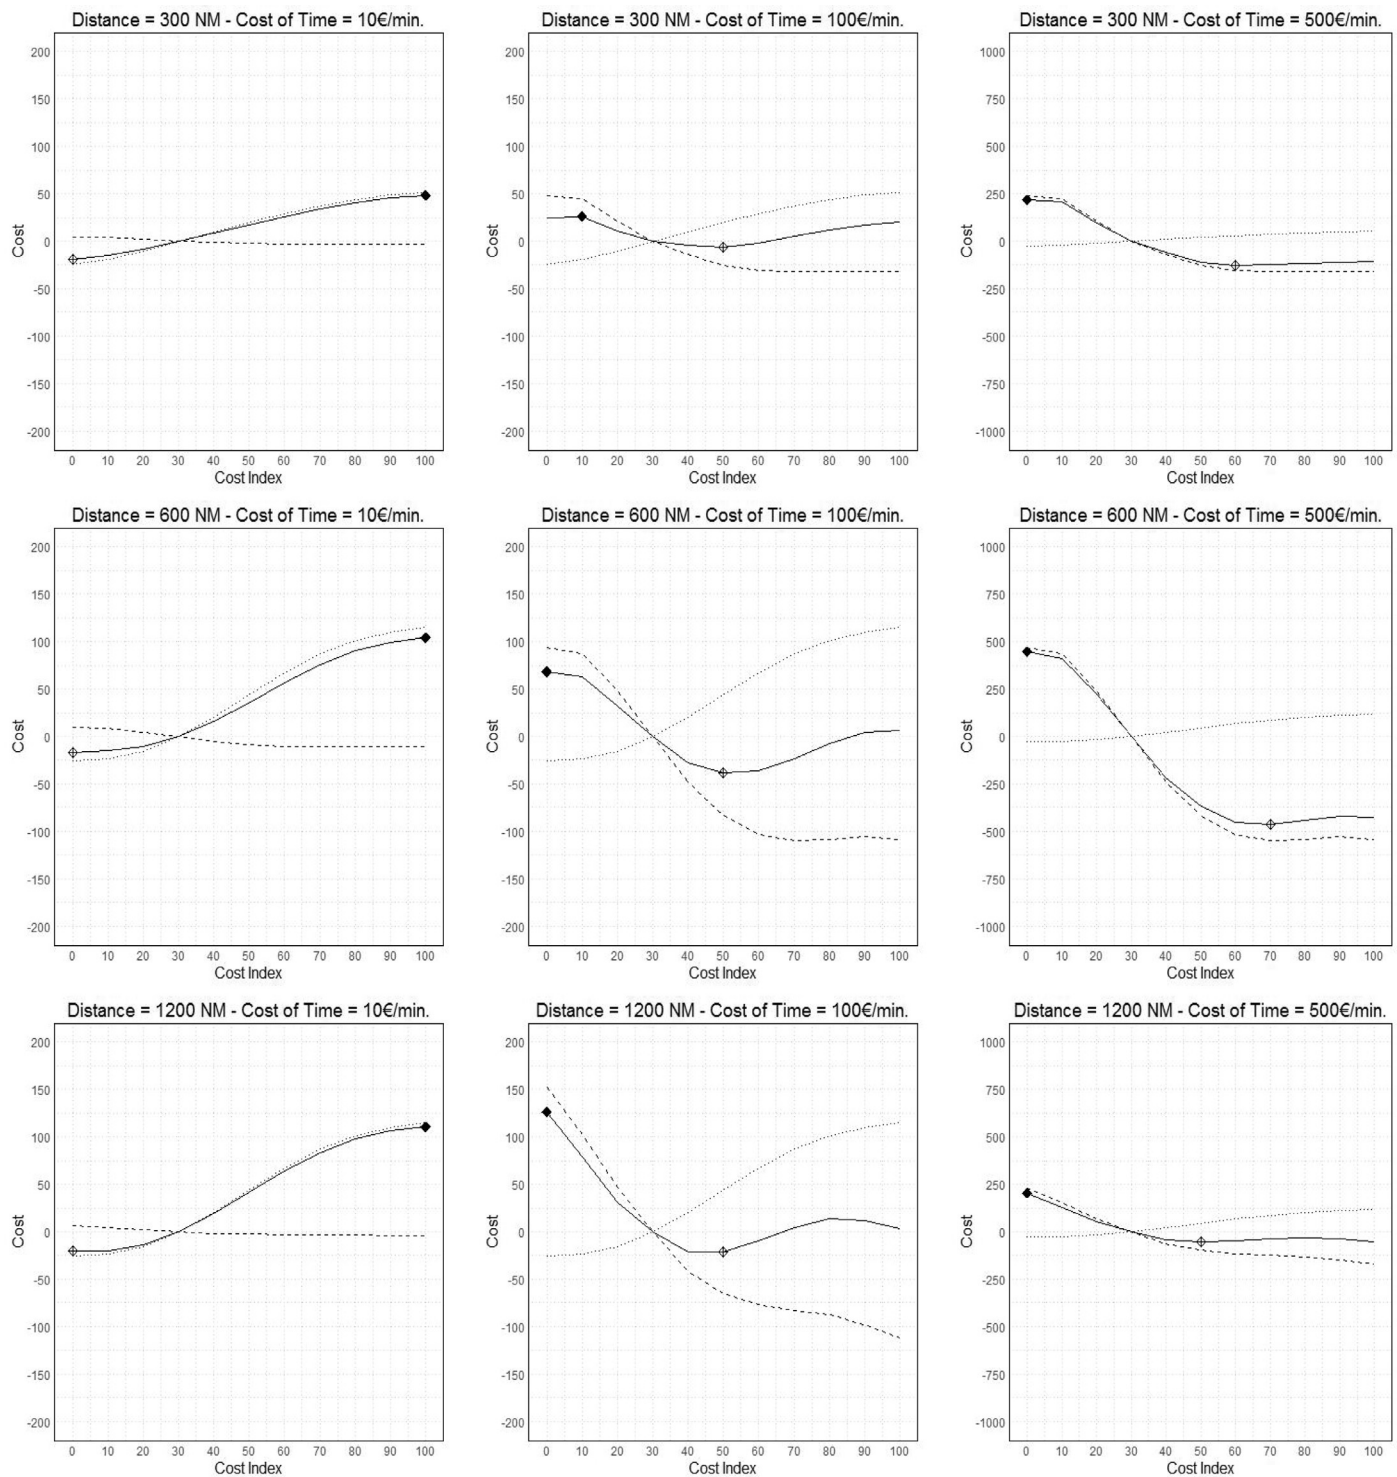 Distance = 300 NM - Cost of Time = 10€/min.
200
150
100
50
0
-50
-100
-150
-200
Cost
0 10 20 30 40 50 60 70 80 90 100
Cost Index
Distance = 300 NM - Cost of Time = 100€/min.
200
150
100
50
0
-50
-100
-150
-200
Cost
0 10 20 30 40 50 60 70 80 90 100
Cost Index
Distance = 300 NM - Cost of Time = 500€/min.
1000
750
500
250
0
-250
-500
-750
-1000
Cost
0 10 20 30 40 50 60 70 80 90 100
Cost Index
Distance = 600 NM - Cost of Time = 10€/min.
200
150
100
50
0
-50
-100
-150
-200
Cost
0 10 20 30 40 50 60 70 80 90 100
Cost Index
Distance = 600 NM - Cost of Time = 100€/min.
200
150
100
50
0
-50
-100
-150
-200
Cost
0 10 20 30 40 50 60 70 80 90 100
Cost Index
Distance = 600 NM - Cost of Time = 500€/min.
1000
750
500
250
0
-250
-500
-750
-1000
Cost
0 10 20 30 40 50 60 70 80 90 100
Cost Index
Distance = 1200 NM - Cost of Time = 10€/min.
200
150
100
50
0
-50
-100
-150
-200
Cost
0 10 20 30 40 50 60 70 80 90 100
Cost Index
Distance = 1200 NM - Cost of Time = 100€/min.
200
150
100
50
0
-50
-100
-150
-200
Cost
0 10 20 30 40 50 60 70 80 90 100
Cost Index
Distance = 1200 NM - Cost of Time = 500€/min.
1000
750
500
250
0
-250
-500
-750
-1000
Cost
0 10 20 30 40 50 60 70 80 90 100
Cost Index